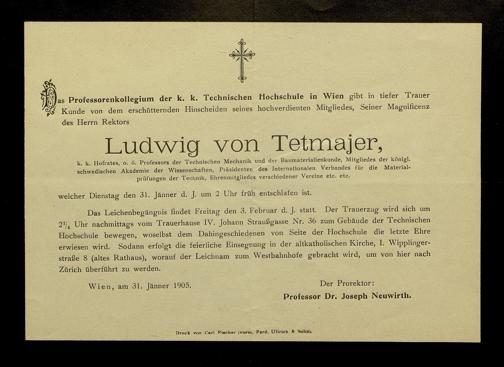 Das Professorenkollegium der k. k. Technischen Hochschule in Wien gibt in tiefer Trauer
Kunde von dem erschütternden Hinscheiden seines hochverdienten Mitgliedes, Seiner Magnificenz
des Herrn Rektors
Ludwig von Tetmajer,
k. k. Hofrates, o. ö. Professors der Technischen Mechanik und der Baumaterialienkunde, Mitgliedes der königl.
schwedischen Akademie der Wissenschaften, Präsidenten des Internationalen Verbandes für die Material-
prüfungen der Technik, Ehrenmitgliedes verschiedener Vereine etc. etc.
welcher Dienstag den 31. Jänner d. J. um 2 Uhr früh entschlafen ist.
Das Leichenbegängnis findet Freitag den 3. Februar d. J. statt. Der Trauerzug wird sich um
2¼ Uhr nachmittags vom Trauerhause IV. Johann Straußgasse Nr. 36 zum Gebäude der Technischen
Hochschule bewegen, woselbst dem Dahingeschiedenen von Seite der Hochschule die letzte Ehre
erwiesen wird. Sodann erfolgt die feierliche Einsegnung in der altkatholischen Kirche, I. Wipplinger-
straße 8 (altes Rathaus), worauf der Leichnam zum Westbahnhofe gebracht wird, um von hier nach
Zürich überführt zu werden.
Wien, am 31. Jänner 1905.
Der Prorektor:
Professor Dr. Joseph Neuwirth.
Druck von Carl Fischer vorm. Ferd. Ullrich & Sohn.